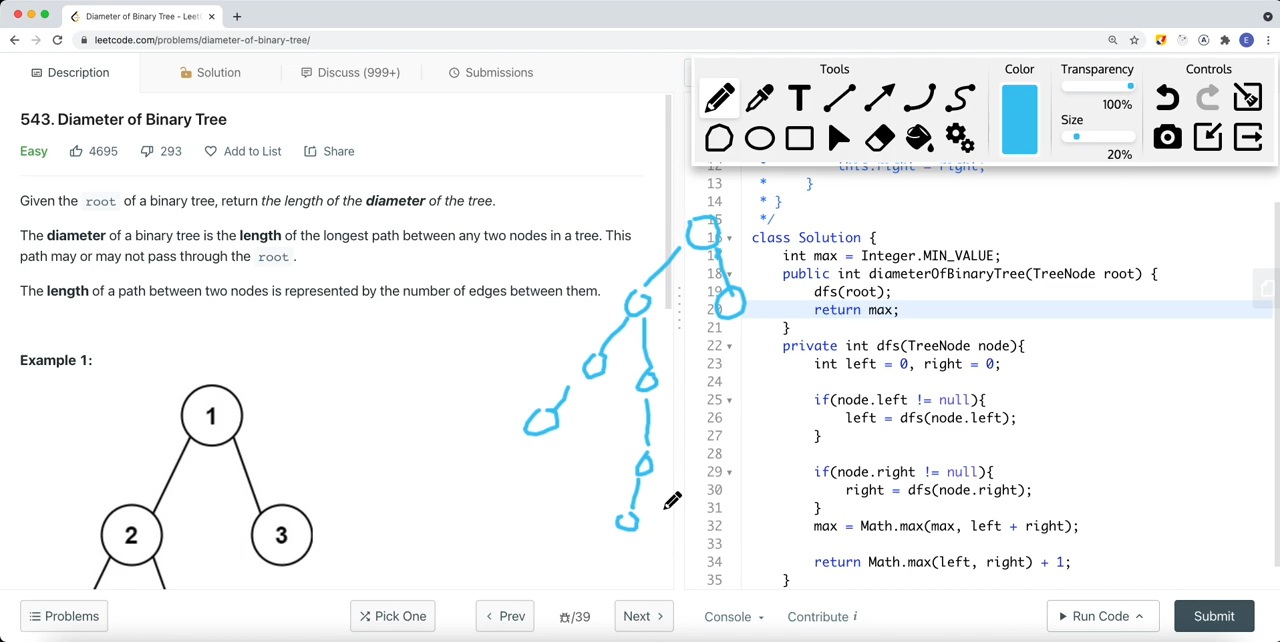 Diameter of Binary Tree - Leet
leetcode.com/problems/diameter-of-binary-tree/
E
Description
Solution
Discuss (999+)
Submissions
543. Diameter of Binary Tree
Easy
4695
293
Add to List
Share
Given the root of a binary tree, return the length of the diameter of the tree.
The diameter of a binary tree is the length of the longest path between any two nodes in a tree. This
path may or may not pass through the root .
The length of a path between two nodes is represented by the number of edges between them.
Example 1:
1
2
3
Tools
Color
Transparency
Controls
100%
Size
20%
T
12 * this.right = right;
13 * }
14 * }
15 */
16 class Solution {
int max = Integer.MIN_VALUE;
18 public int diameterOfBinaryTree(TreeNode root) {
19 dfs(root);
20 return max;
21 }
22 private int dfs(TreeNode node){
23 int left = 0, right = 0;
24
25 if(node.left != null){
26 left = dfs(node.left);
27 }
28
29 if(node.right != null){
30 right = dfs(node.right);
31 }
32 max = Math.max(max, left + right);
33
34 return Math.max(left, right) + 1;
35 }
Problems
Pick One
Prev
/39
Next
Console
Contribute i
Run Code
Submit